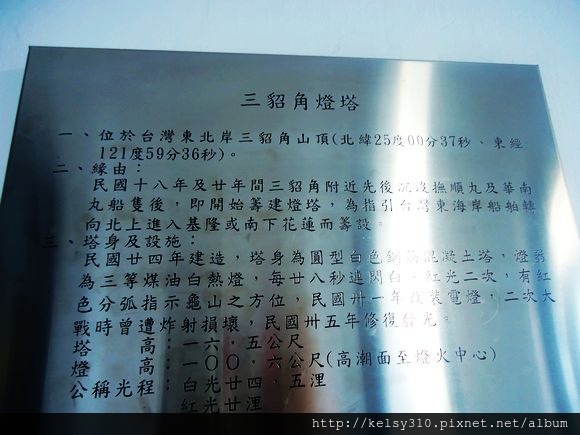 三貂角燈塔
一、位於台灣東北岸三貂角山頂(北緯25度00分37秒、東經
121度59分36秒)。
二、緣由：
民國十八年及廿年間三貂角附近先後沉沒撫順丸及華南
丸船隻後，即開始籌建燈塔，為指引台灣東海岸船舶轉
向北上進入基隆或南下花蓮而籌設。
三、塔身及設施：
民國廿四年建造，塔身為圓型白色鋼筋混凝土塔，燈器
為三等煤油白熱燈，每廿八秒連閃白、紅光二次，有紅
色分弧指示龜山之方位，民國卅一年改裝電燈，二次大
戰時曾遭炸射損壞，民國卅五年修復發光。
塔　　高：一六．五公尺
燈　　高：一〇〇．六公尺(高潮面至燈火中心)
公稱光程：白光廿四．五浬
紅光廿浬
http://kelsy310.pixnet.net/album